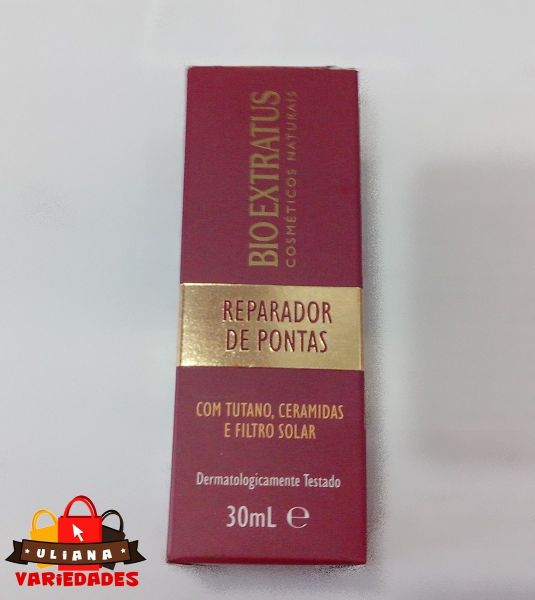 BIO EXTRATUS
COSMÉTICOS NATURAIS
REPARADOR
DE PONTAS
COM TUTANO, CERAMIDAS
E FILTRO SOLAR
Dermatologicamente Testado
30mL ℮
ULIANA
VARIEDADES